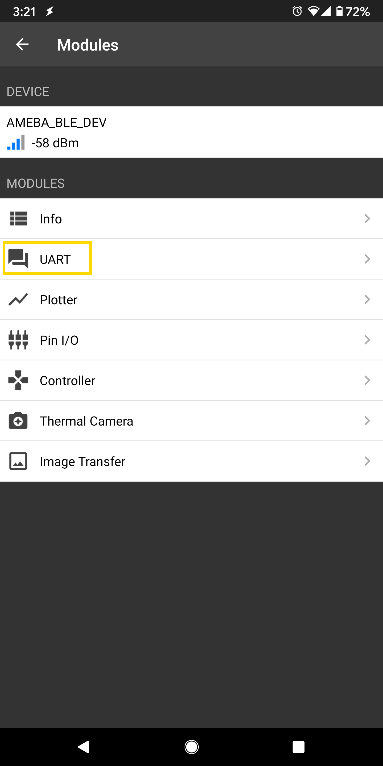 3:21
72%
Modules
DEVICE
AMEBA_BLE_DEV
-58 dBm
MODULES
Info
UART
Plotter
Pin I/O
Controller
Thermal Camera
Image Transfer